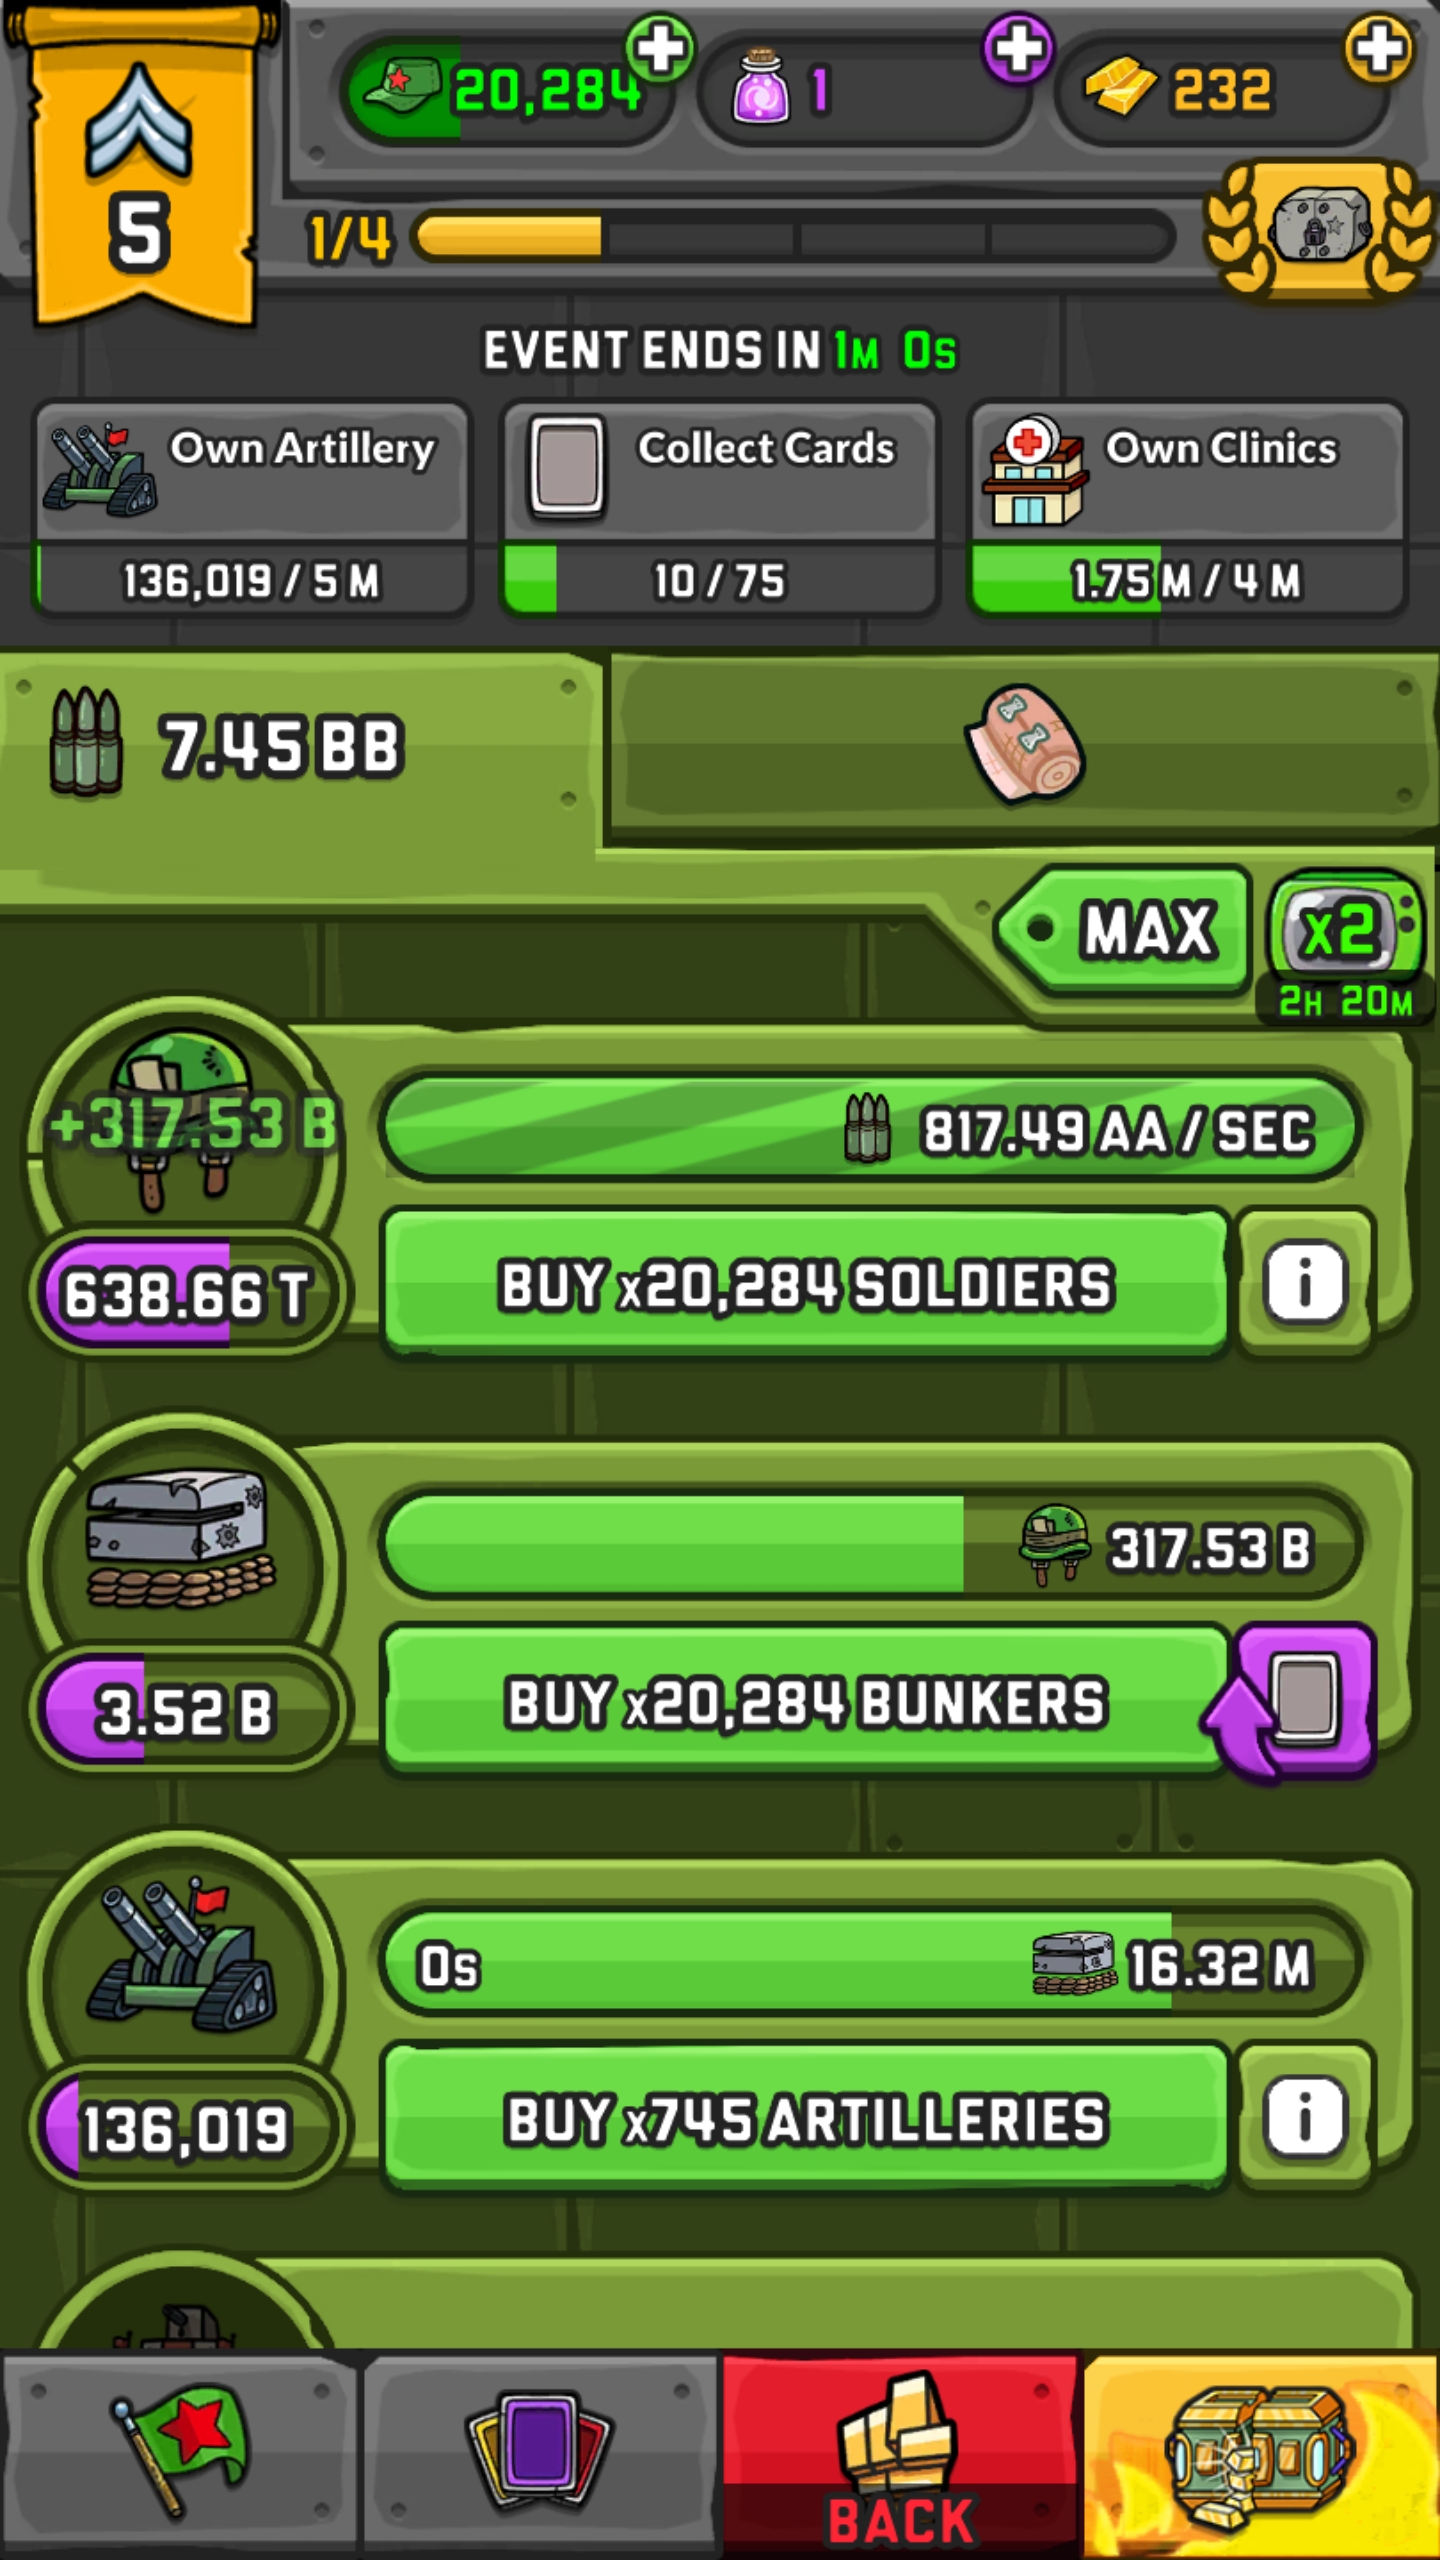 5
20,284
1
232
1/4
EVENT ENDS IN 1M 0S
Own Artillery
136,019 / 5 M
Collect Cards
10 / 75
Own Clinics
1.75 M / 4 M
7.45 BB
MAX
x2
2H 20M
+317.53 B
817.49 AA / SEC
638.66 T
BUY x20,284 SOLDIERS
i
317.53 B
3.52 B
BUY x20,284 BUNKERS
0s
16.32 M
136,019
BUY x745 ARTILLERIES
i
BACK